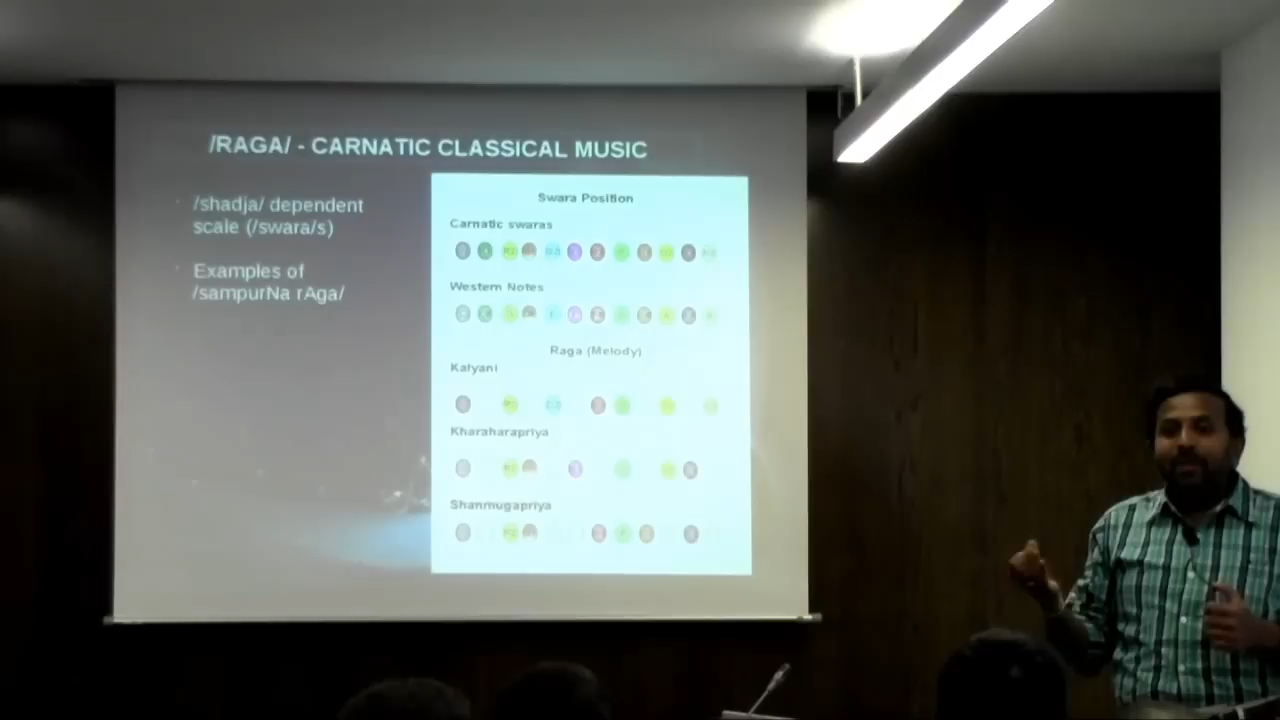 /RAGA/ - CARNATIC CLASSICAL MUSIC
/shadja/ dependent
scale (/swara/s)
Examples of
/sampurNa rAga/
Swara Position
Carnatic swaras
Western Notes
Raga (Melody)
Kalyani
Kharaharapriya
Shanmugapriya